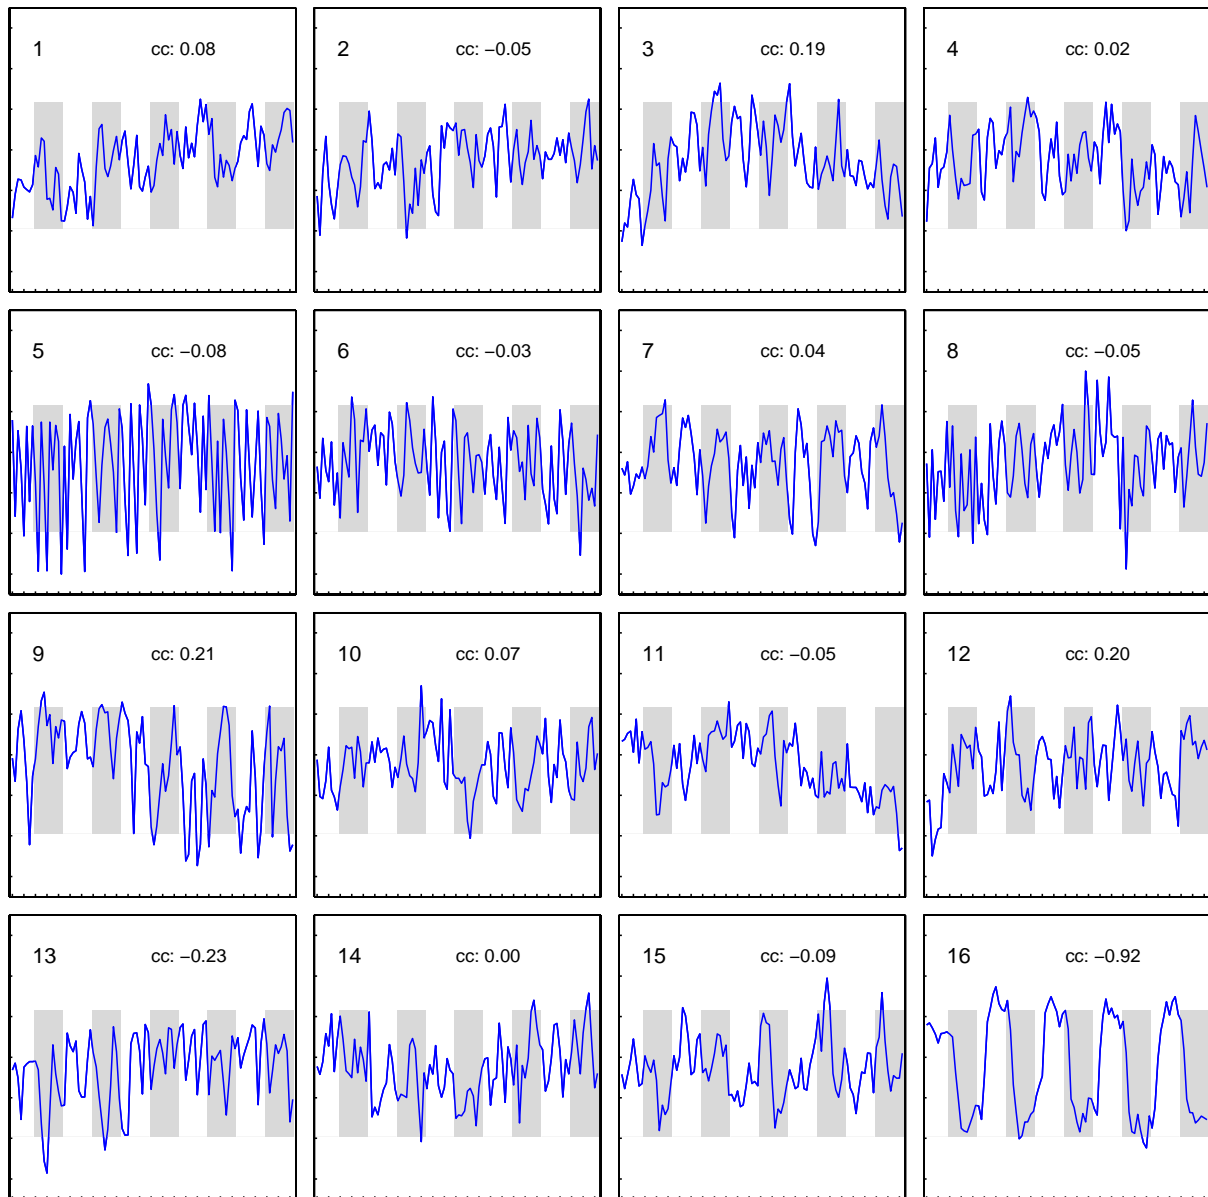 1 cc: 0.08
2 cc: −0.05
3 cc: 0.19
4 cc: 0.02
5 cc: −0.08
6 cc: −0.03
7 cc: 0.04
8 cc: −0.05
9 cc: 0.21
10 cc: 0.07
11 cc: −0.05
12 cc: 0.20
13 cc: −0.23
14 cc: 0.00
15 cc: −0.09
16 cc: −0.92